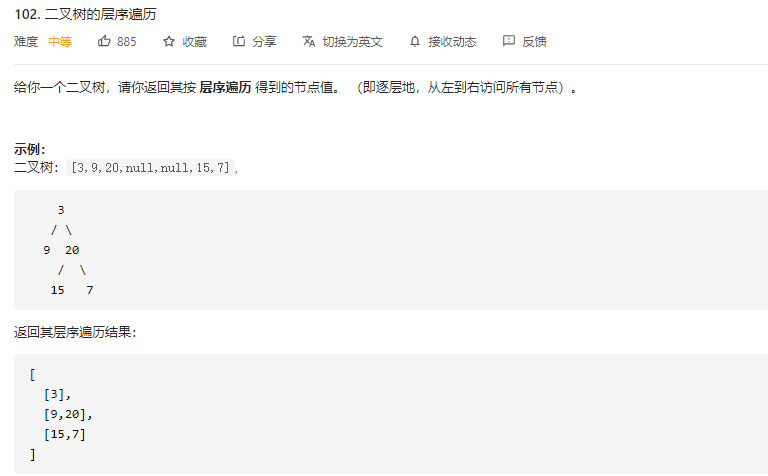 102. 二叉树的层序遍历
难度 中等 885 收藏 分享 切换为英文 接收动态 反馈
给你一个二叉树，请你返回其按 层序遍历 得到的节点值。 （即逐层地，从左到右访问所有节点）。
示例：
二叉树：[3,9,20,null,null,15,7],
3
/ \
9 20
/ \
15 7
返回其层序遍历结果：
[
[3],
[9,20],
[15,7]
]